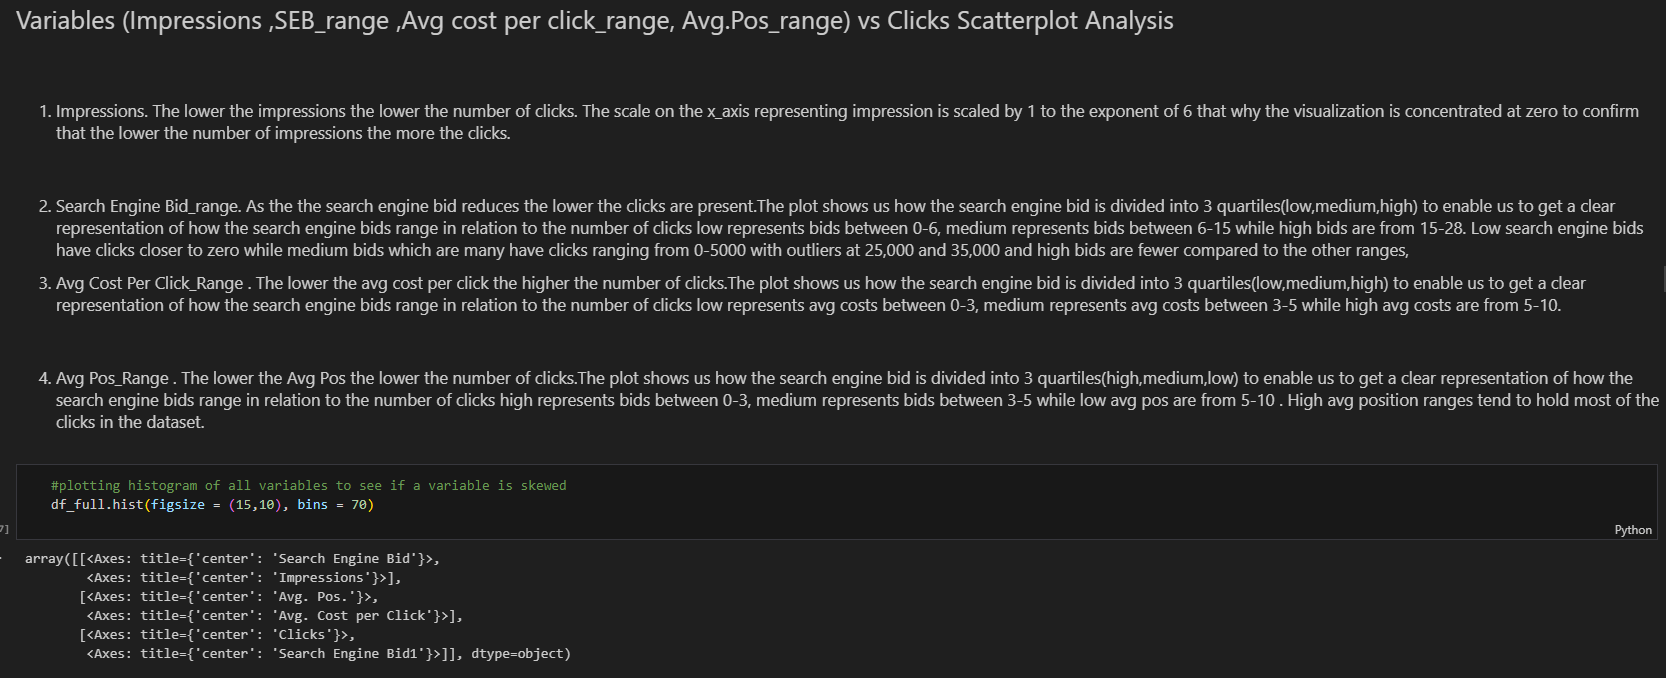 Variables (Impressions ,SEB_range ,Avg cost per click_range, Avg.Pos_range) vs Clicks Scatterplot Analysis
1. Impressions. The lower the impressions the lower the number of clicks. The scale on the x_axis representing impression is scaled by 1 to the exponent of 6 that why the visualization is concentrated at zero to confirm
that the lower the number of impressions the more the clicks.
2. Search Engine Bid_range. As the the search engine bid reduces the lower the clicks are present.The plot shows us how the search engine bid is divided into 3 quartiles(low,medium,high) to enable us to get a clear
representation of how the search engine bids range in relation to the number of clicks low represents bids between 0-6, medium represents bids between 6-15 while high bids are from 15-28. Low search engine bids
have clicks closer to zero while medium bids which are many have clicks ranging from 0-5000 with outliers at 25,000 and 35,000 and high bids are fewer compared to the other ranges,
3. Avg Cost Per Click_Range . The lower the avg cost per click the higher the number of clicks.The plot shows us how the search engine bid is divided into 3 quartiles(low,medium,high) to enable us to get a clear
representation of how the search engine bids range in relation to the number of clicks low represents avg costs between 0-3, medium represents avg costs between 3-5 while high avg costs are from 5-10.
4. Avg Pos_Range . The lower the Avg Pos the lower the number of clicks.The plot shows us how the search engine bid is divided into 3 quartiles(high,medium,low) to enable us to get a clear representation of how the
search engine bids range in relation to the number of clicks high represents bids between 0-3, medium represents bids between 3-5 while low avg pos are from 5-10 . High avg position ranges tend to hold most of the
clicks in the dataset.
#plotting histogram of all variables to see if a variable is skewed
df_full.hist(figsize = (15,10), bins = 70)
7]
Python
array([[<Axes: title={'center': 'Search Engine Bid'}>,
<Axes: title={'center': 'Impressions'}>],
[<Axes: title={'center': 'Avg. Pos.'}>,
<Axes: title={'center': 'Avg. Cost per Click'}>],
[<Axes: title={'center': 'Clicks'}>,
<Axes: title={'center': 'Search Engine Bid1'}>]], dtype=object)